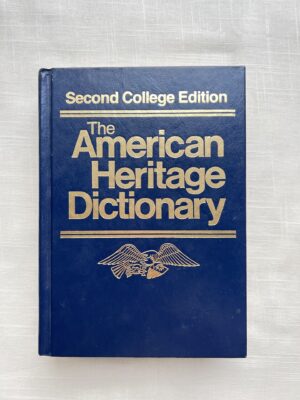 Second College Edition
The
American
Heritage
Dictionary